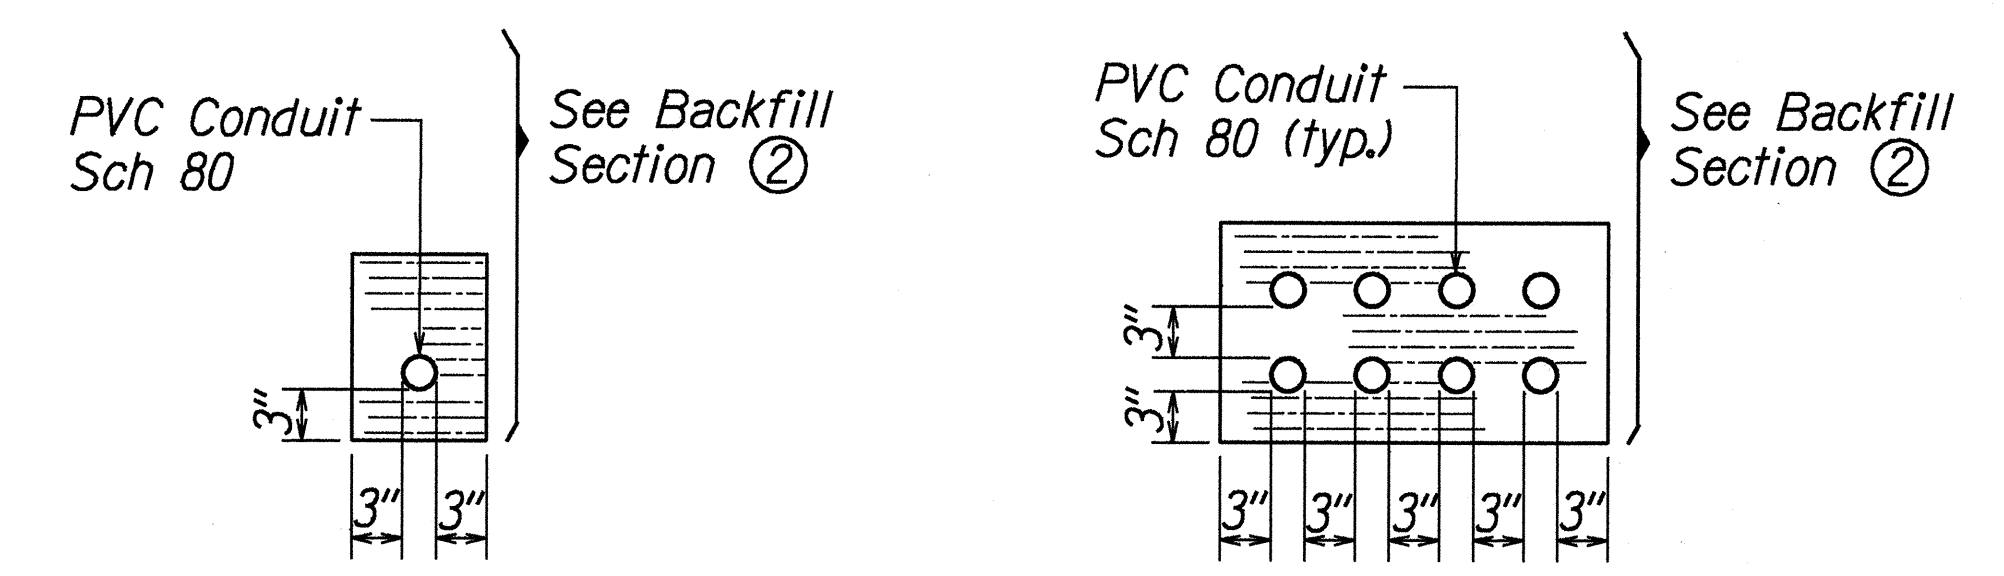 PVC Conduit
Sch 80
See Backfill
Section 2
3"
3"
3"
PVC Conduit
Sch 80 (typ.)
See Backfill
Section 2
3"
3"
3"
3"
3"
3"
3"